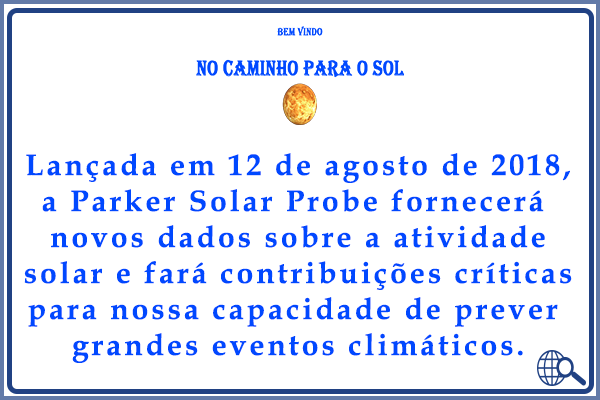 Bem Vindo
No Caminho para o Sol
Lançada em 12 de agosto de 2018,
a Parker Solar Probe fornecerá
novos dados sobre a atividade
solar e fará contribuições críticas
para nossa capacidade de prever
grandes eventos climáticos.